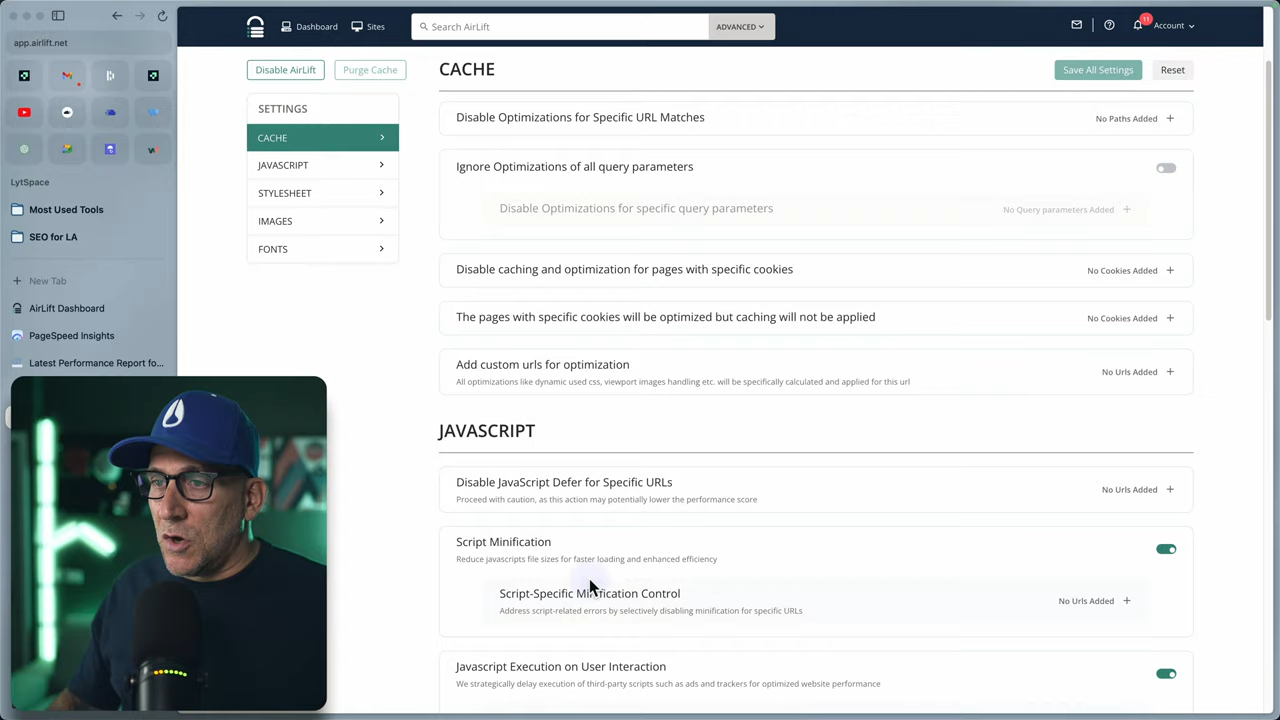 Dashboard
Sites
Search AirLift
ADVANCED
11
Account
app.airlift.net
LytSpace
Most Used Tools
SEO for LA
New Tab
AirLift Dashboard
PageSpeed Insights
Latest Performance Report fo...
Disable AirLift
Purge Cache
SETTINGS
CACHE
JAVASCRIPT
STYLESHEET
IMAGES
FONTS
CACHE
Save All Settings
Reset
Disable Optimizations for Specific URL Matches
No Paths Added
Ignore Optimizations of all query parameters
Disable Optimizations for specific query parameters
No Query parameters Added
Disable caching and optimization for pages with specific cookies
No Cookies Added
The pages with specific cookies will be optimized but caching will not be applied
No Cookies Added
Add custom urls for optimization
All optimizations like dynamic used css, viewport images handling etc. will be specifically calculated and applied for this url
No Urls Added
JAVASCRIPT
Disable JavaScript Defer for Specific URLs
Proceed with caution, as this action may potentially lower the performance score
No Urls Added
Script Minification
Reduce javascripts file sizes for faster loading and enhanced efficiency
Script-Specific Minification Control
Address script-related errors by selectively disabling minification for specific URLs
No Urls Added
Javascript Execution on User Interaction
We strategically delay execution of third-party scripts such as ads and trackers for optimized website performance